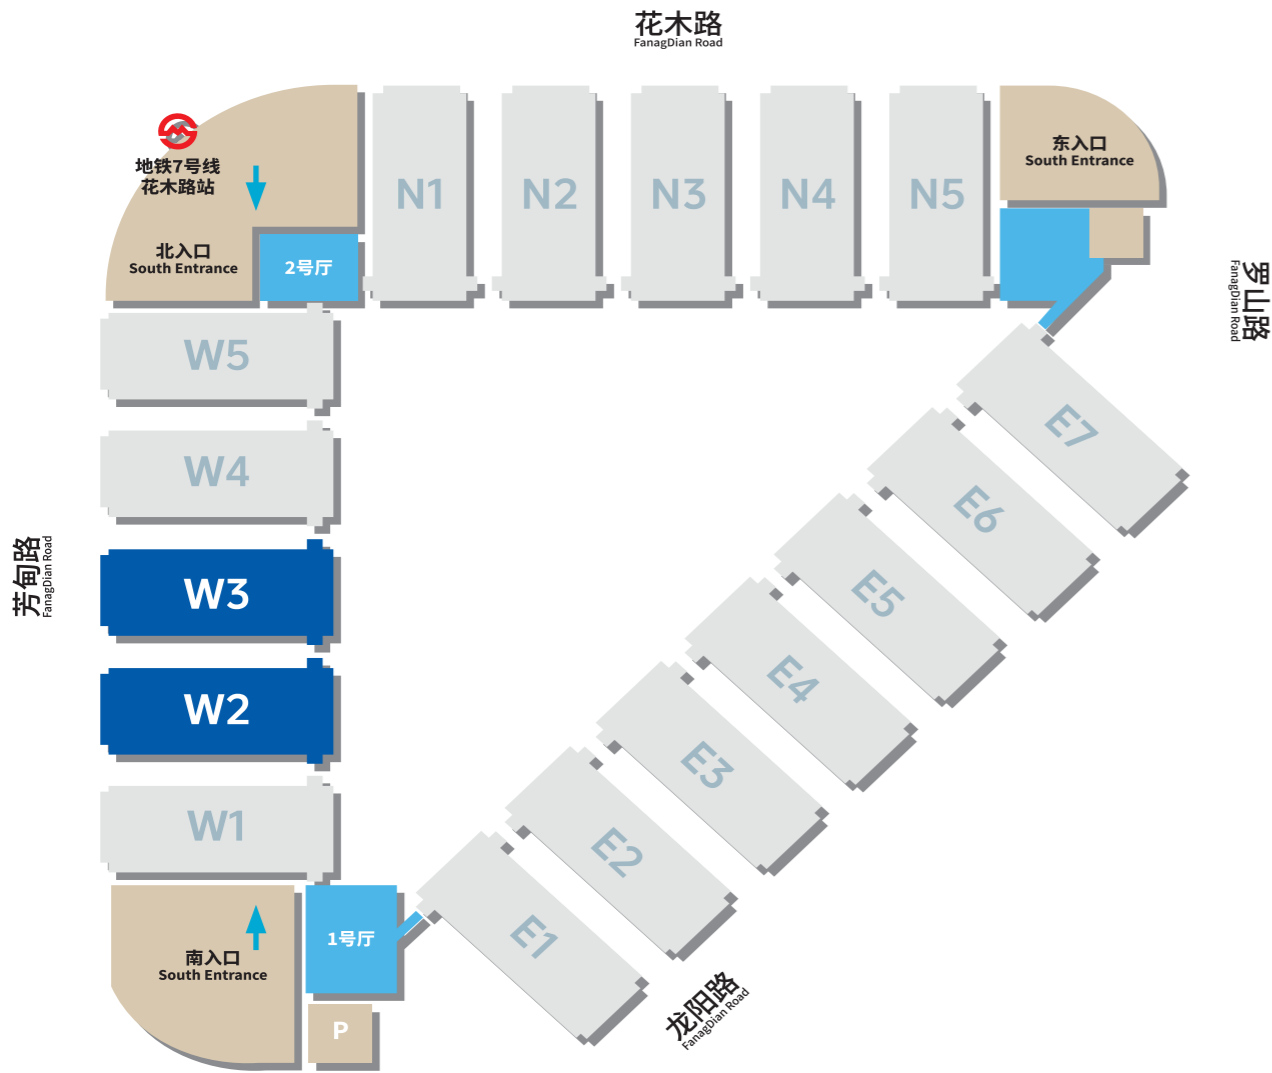 花木路
FanagDian Road
地铁7号线
花木路站
北入口
South Entrance
2号厅
N1
N2
N3
N4
N5
东入口
South Entrance
罗山路
FanagDian Road
W5
W4
W3
W2
W1
芳甸路
FanagDian Road
E7
E6
E5
E4
E3
E2
E1
南入口
South Entrance
1号厅
P
龙阳路
FanagDian Road